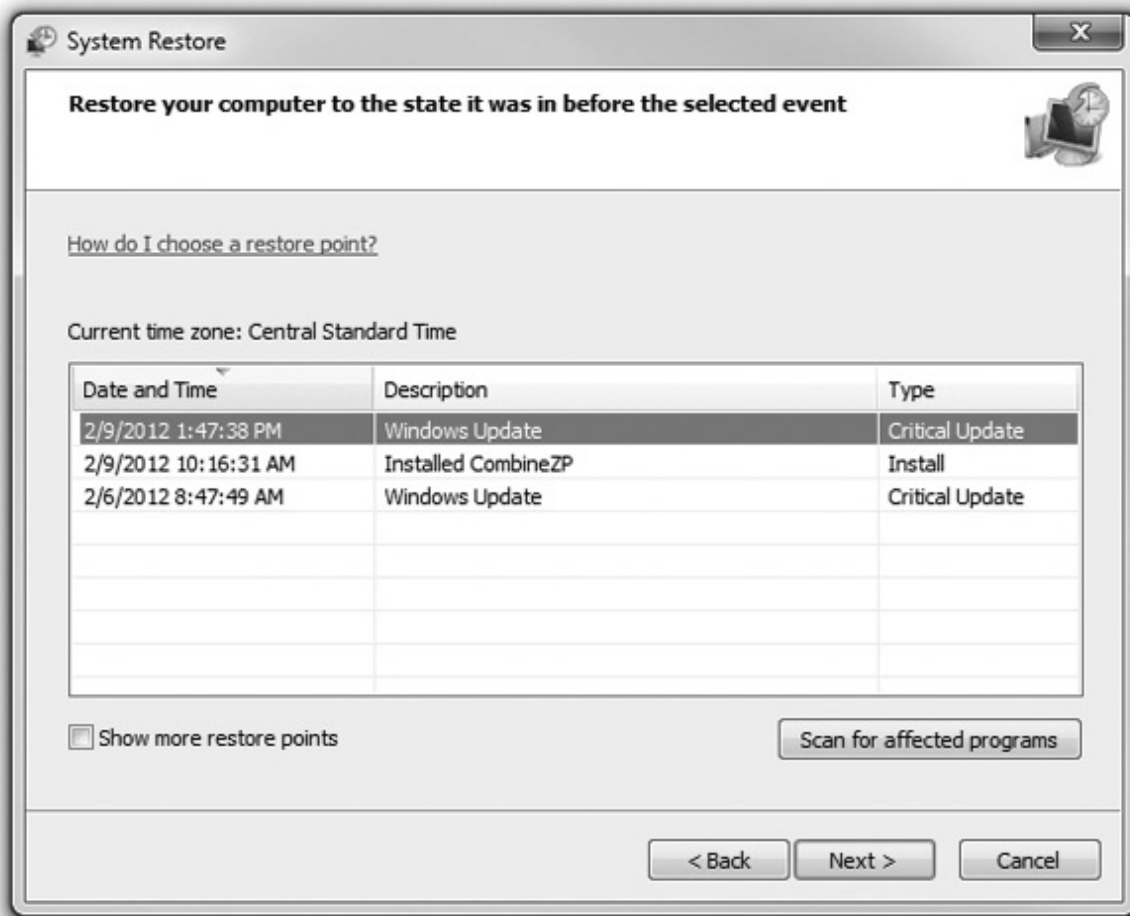 System Restore
Restore your computer to the state it was in before the selected event
How do I choose a restore point?
Current time zone: Central Standard Time
Date and Time Description Type
2/9/2012 1:47:38 PM Windows Update Critical Update
2/9/2012 10:16:31 AM Installed CombineZP Install
2/6/2012 8:47:49 AM Windows Update Critical Update
Show more restore points Scan for affected programs
< Back Next > Cancel